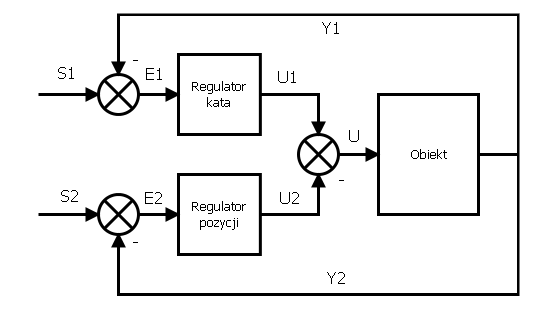 Y1
-
S1
E1
Regulator
kata
U1
U
-
Obiekt
S2
E2
Regulator
pozycji
U2
-
Y2